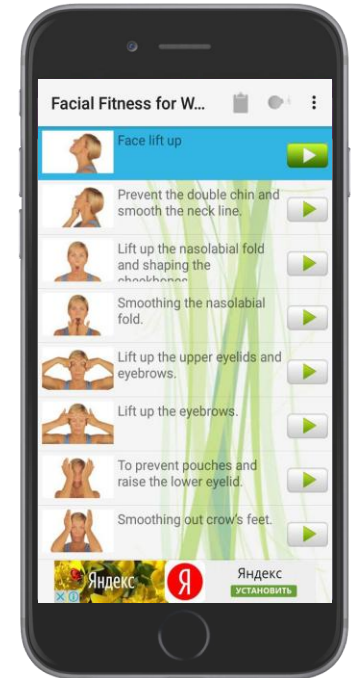 Facial Fitness for W...
Face lift up
Prevent the double chin and
smooth the neck line.
Lift up the nasolabial fold
and shaping the
cheekbones
Smoothing the nasolabial
fold.
Lift up the upper eyelids and
eyebrows.
Lift up the eyebrows.
To prevent pouches and
raise the lower eyelid.
Smoothing out crow's feet.
Яндекс
Я
Яндекс
УСТАНОВИТЬ